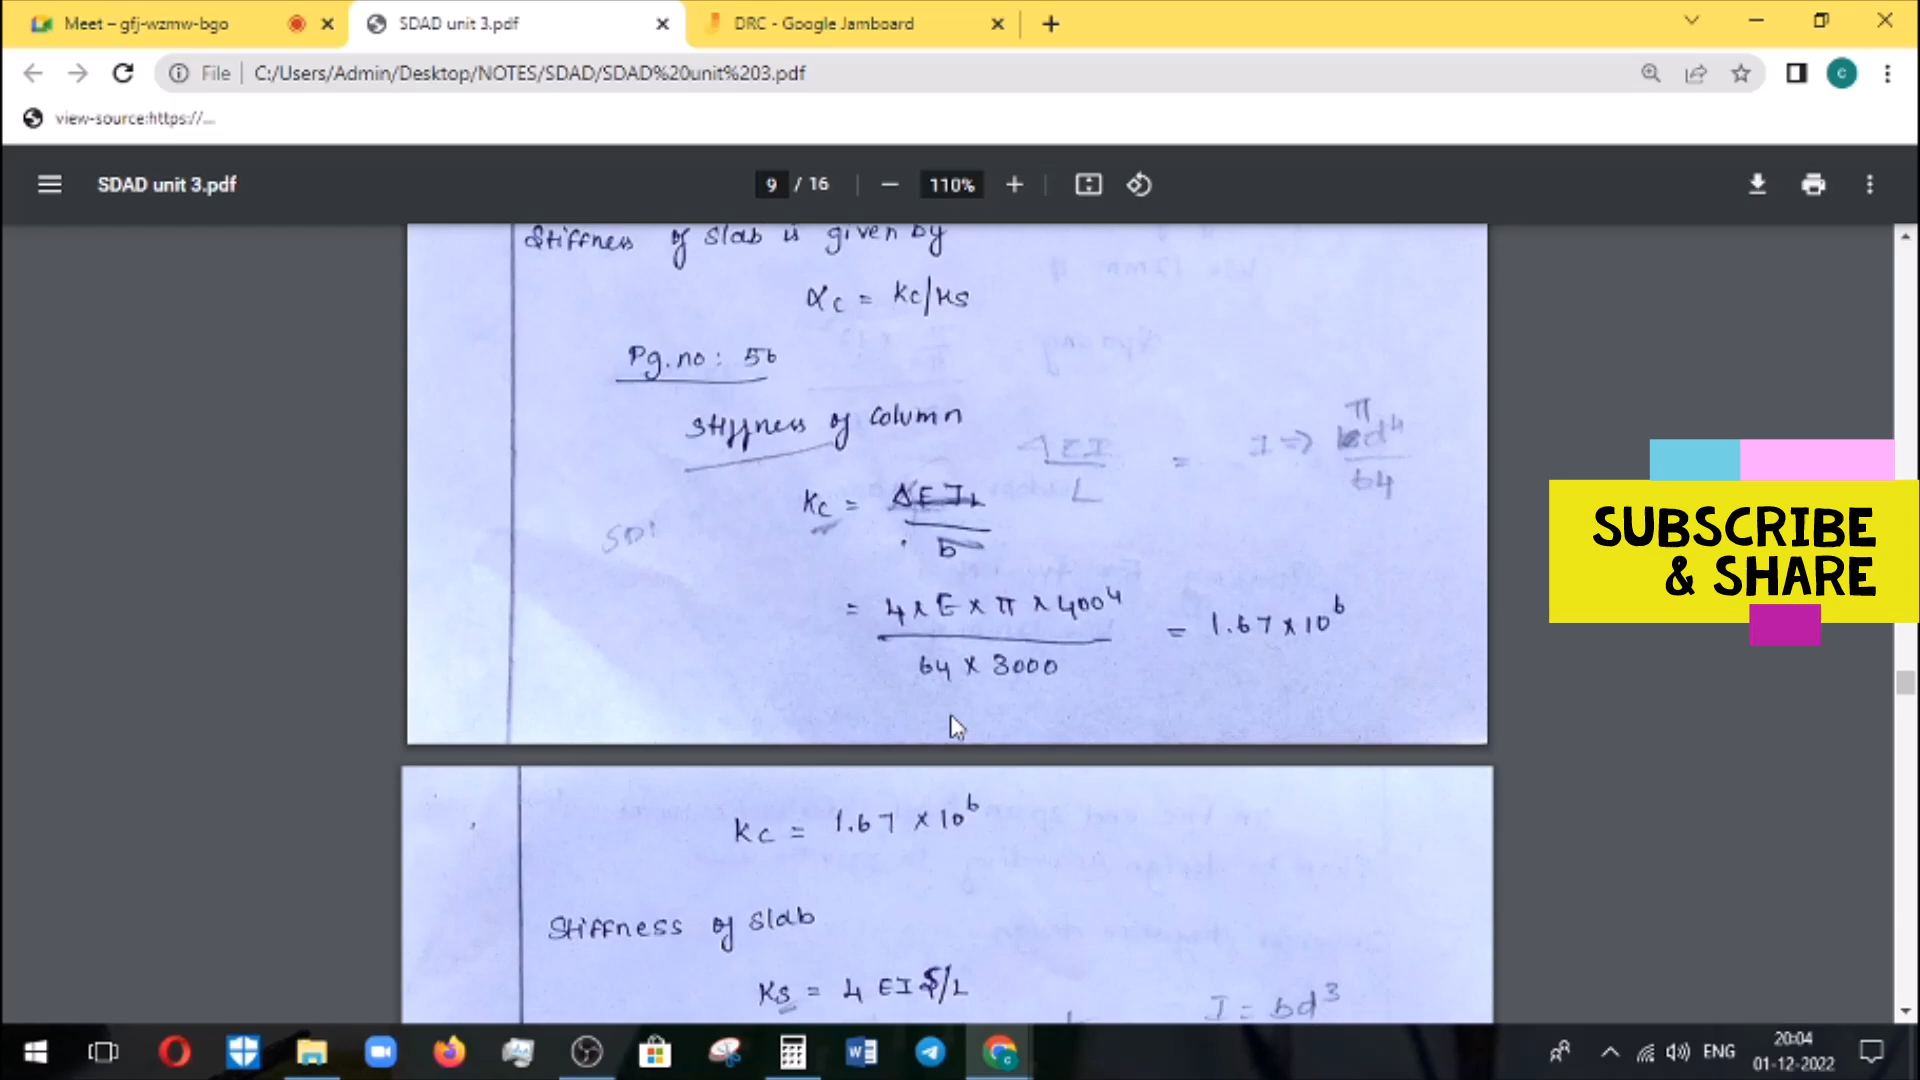 Meet – gfj-wzmw-bgo
SDAD unit 3.pdf
DRC - Google Jamboard
File
C:/Users/Admin/Desktop/NOTES/SDAD/SDAD%20unit%203.pdf
c
view-source:https://...
SDAD unit 3.pdf
9 / 16
110%
Stiffness of slab is given by
αc = Kc/Ks
Pg.no: 56
Stiffness of Column
EI
L
=
I => πd4
64
Kc =
= 4 x E x π x 400⁴
64 x 3000
= 1.67 x 10⁶
SUBSCRIBE
& SHARE
Kc = 1.67 x 10⁶
Stiffness of Slab
Ks = 4 EIS/L
I = bd³
ENG
20:04
01-12-2022